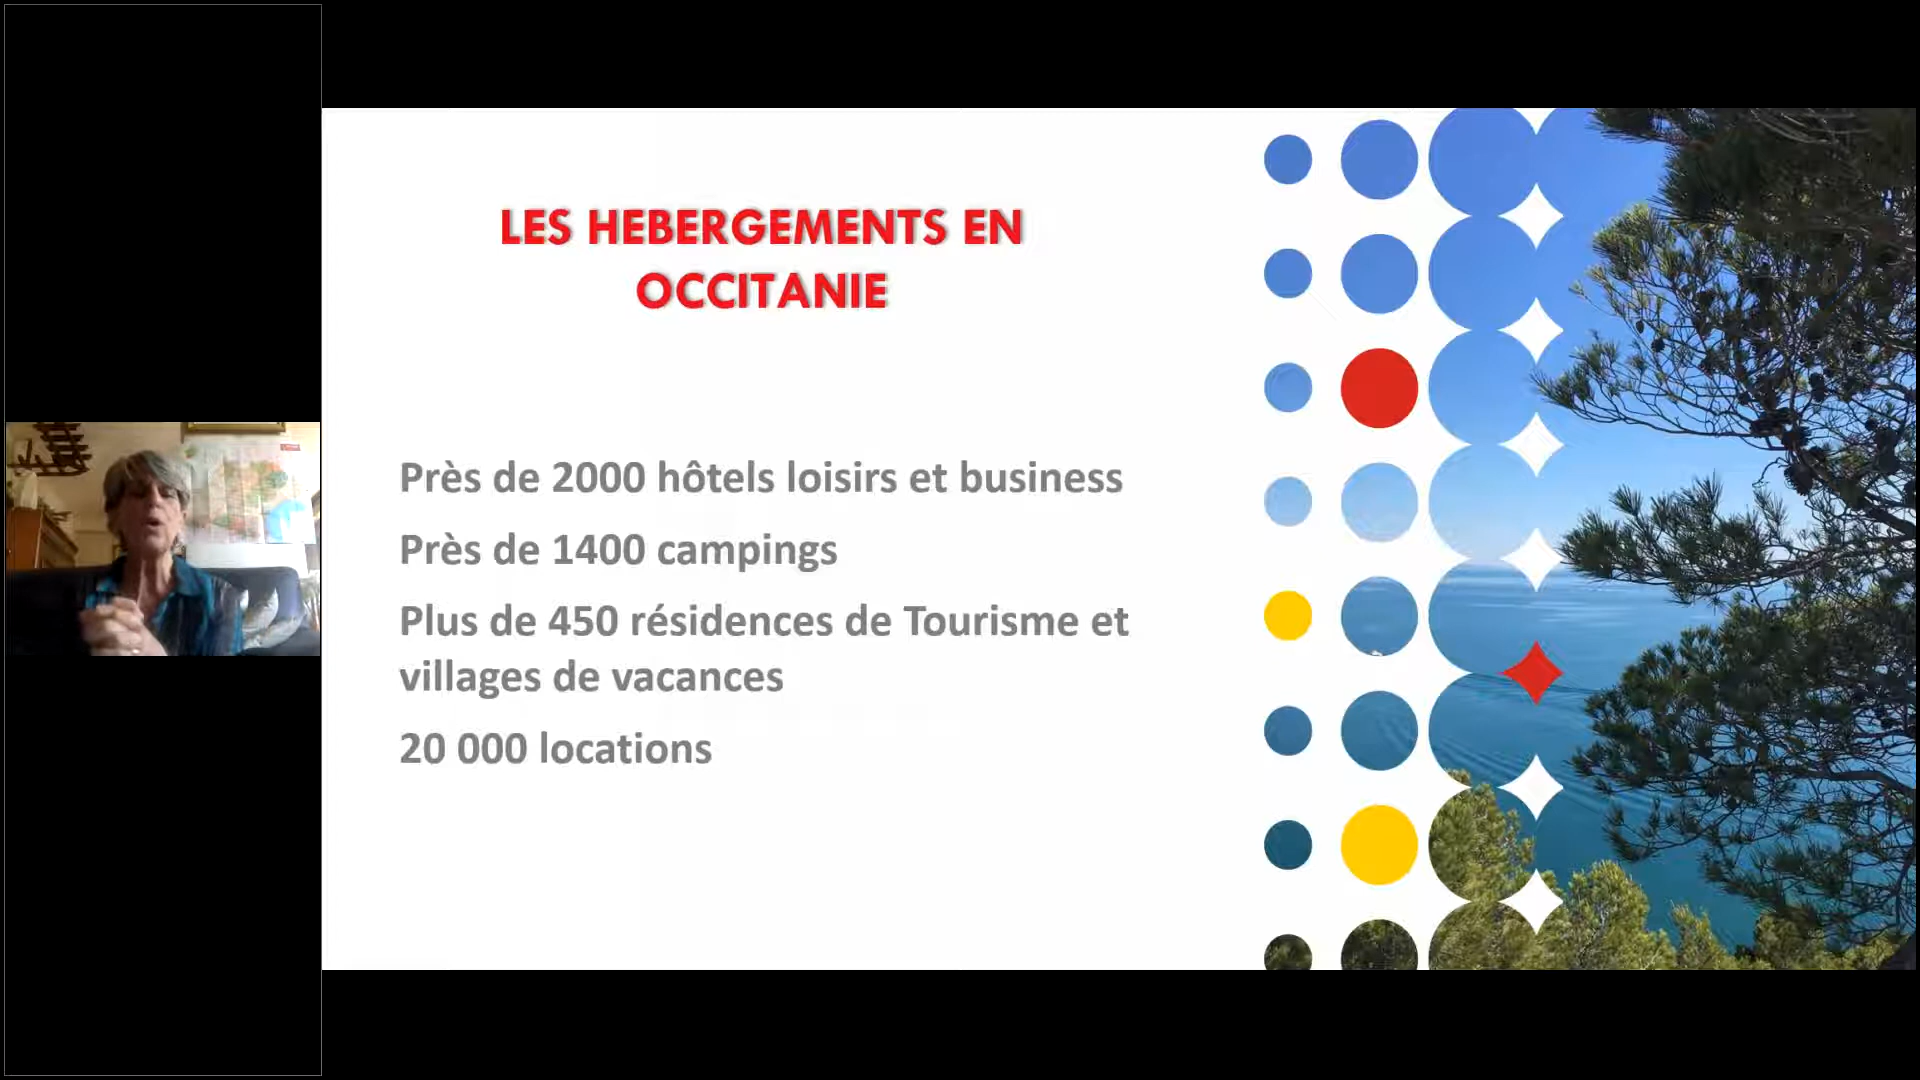 LES HEBERGEMENTS EN
OCCITANIE
Près de 2000 hôtels loisirs et business
Près de 1400 campings
Plus de 450 résidences de Tourisme et
villages de vacances
20 000 locations